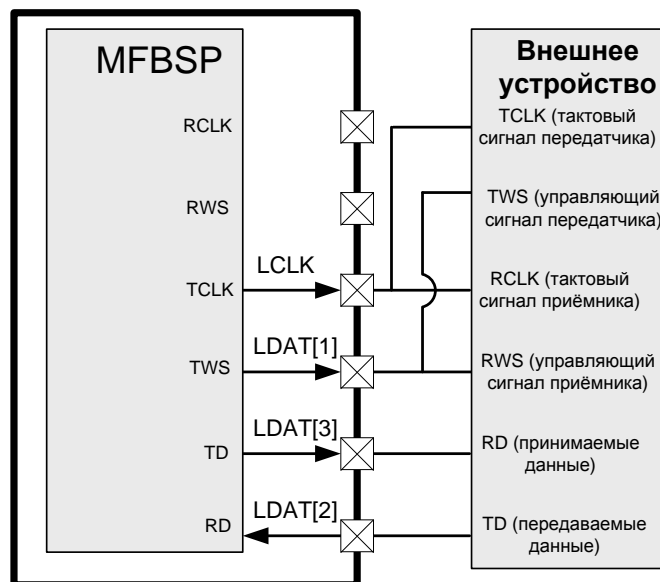 MFBSP
RCLK
RWS
TCLK
TWS
TD
RD
LCLK
LDAT[1]
LDAT[3]
LDAT[2]
Внешнее
устройство
TCLK (тактовый
сигнал передатчика)
TWS (управляющий
сигнал передатчика)
RCLK (тактовый
сигнал приёмника)
RWS (управляющий
сигнал приёмника)
RD (принимаемые
данные)
TD (передаваемые
данные)